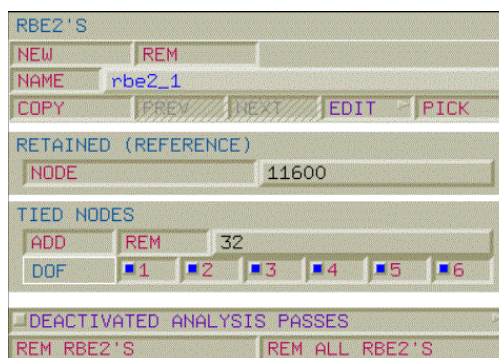 RBE2'S
NEW REM
NAME rbe2_1
COPY PREV NEXT EDIT PICK
RETAINED (REFERENCE)
NODE 11600
TIED NODES
ADD REM 32
DOF 1 2 3 4 5 6
DEACTIVATED ANALYSIS PASSES
REM RBE2'S REM ALL RBE2'S